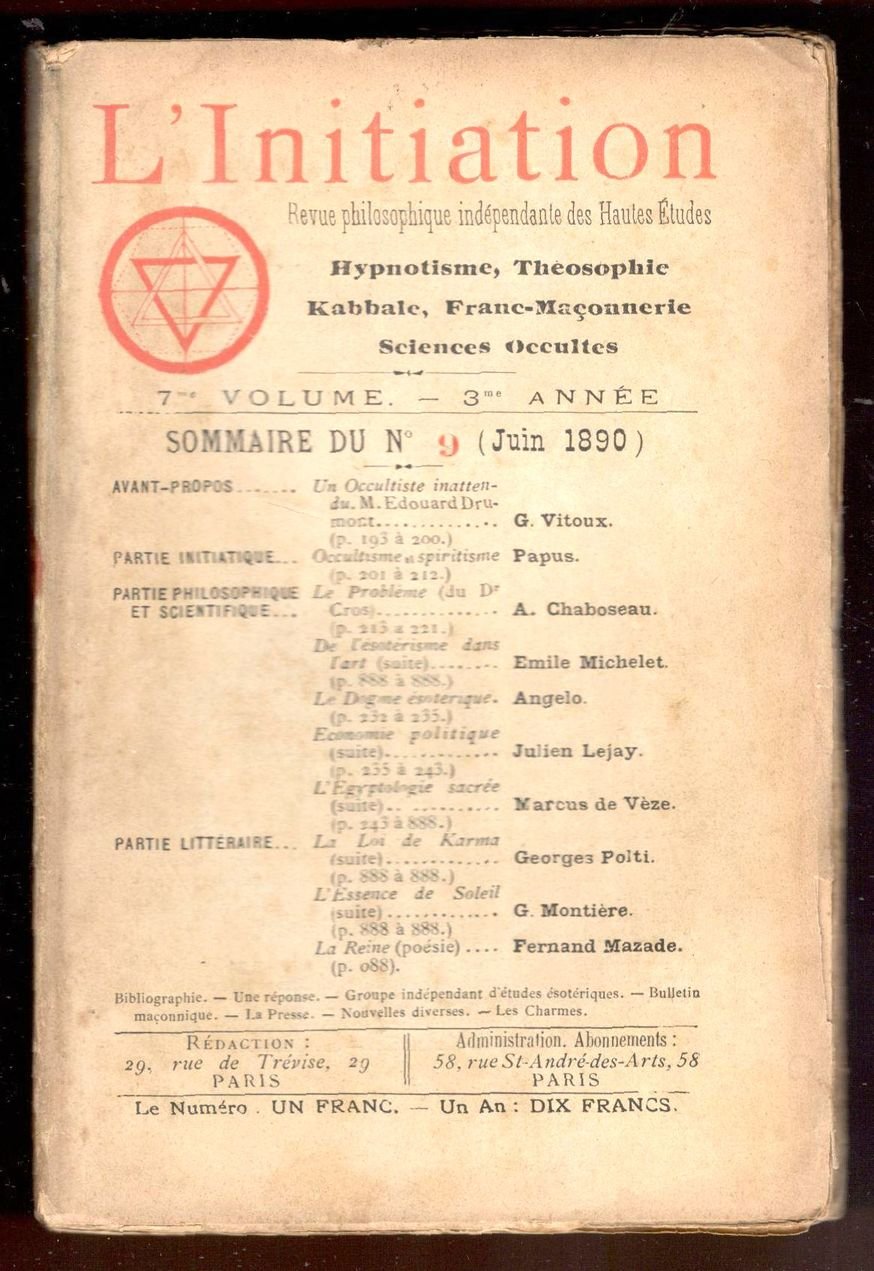 L'Initiation
Revue philosophique indépendante des Hautes Études
Hypnotisme, Théosophie
Kabbale, Franc-Maçonnerie
Sciences Occultes
7me VOLUME. — 3me ANNÉE
SOMMAIRE DU No 9 (Juin 1890)
AVANT-PROPOS....... Un Occultiste inatten-
du. M. Edouard Dru-
mont.............. G. Vitoux.
(p. 193 à 200.)
PARTIE INITIATIQUE... Occultisme et spiritisme Papus.
(p. 201 à 212.)
PARTIE PHILOSOPHIQUE Le Problème (du Dr
ET SCIENTIFIQUE... Cros).............. A. Chaboseau.
(p. 213 à 221.)
De l'esotérisme dans
l'art (suite)........ Emile Michelet.
(p. 888 à 888.)
Le Dogme ésotérique. Angelo.
(p. 232 à 235.)
Economie politique
(suite)............. Julien Lejay.
(p. 235 à 243.)
L'Egyptologie sacrée
(suite).. .......... Marcus de Vèze.
(p. 243 à 888.)
PARTIE LITTÉRAIRE... La Loi de Karma
(suite)............. Georges Polti.
(p. 888 à 888.)
L'Essence de Soleil
(suite)............. G. Montière.
(p. 888 à 888.)
La Reine (poésie).... Fernand Mazade.
(p. 088).
Bibliographie. — Une réponse. — Groupe indépendant d'études ésotériques. — Bulletin
maçonnique. — La Presse. — Nouvelles diverses. — Les Charmes.
RÉDACTION :
29, rue de Trévise, 29
PARIS
Administration. Abonnements :
58, rue St-André-des-Arts, 58
PARIS
Le Numéro . UN FRANC. — Un An : DIX FRANCS.